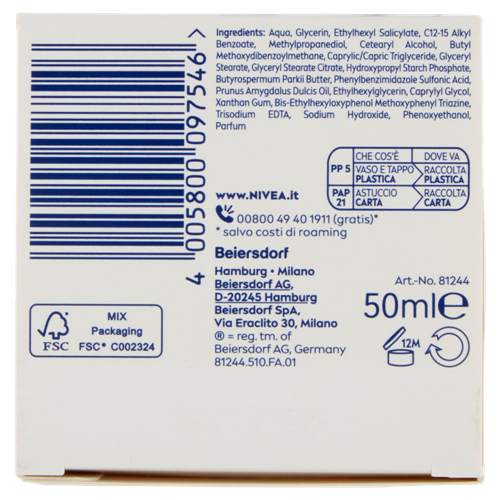 Ingredients: Aqua, Glycerin, Ethylhexyl Salicylate, C12-15 Alkyl
Benzoate, Methylpropanediol, Cetearyl Alcohol, Butyl
Methoxydibenzoylmethane, Caprylic/Capric Triglyceride, Glyceryl
Stearate, Glyceryl Stearate Citrate, Hydroxypropyl Starch Phosphate,
Butyrospermum Parkii Butter, Phenylbenzimidazole Sulfonic Acid,
Prunus Amygdalus Dulcis Oil, Ethylhexylglycerin, Caprylyl Glycol,
Xanthan Gum, Bis-Ethylhexyloxyphenol Methoxyphenyl Triazine,
Trisodium EDTA, Sodium Hydroxide, Phenoxyethanol,
Parfum
4 005800 097546
CHE COS'È DOVE VA
PP 5 VASO E TAPPO PLASTICA RACCOLTA PLASTICA
PAP 21 ASTUCCIO CARTA RACCOLTA CARTA
www.NIVEA.it
00800 49 40 1911 (gratis)*
* salvo costi di roaming
Beiersdorf
Hamburg • Milano
Beiersdorf AG,
D-20245 Hamburg
Beiersdorf SpA,
Via Eraclito 30, Milano
® = reg. tm. of
Beiersdorf AG, Germany
81244.510.FA.01
Art.-No. 81244
50ml℮
12M
FSC
MIX
Packaging
FSC® C002324